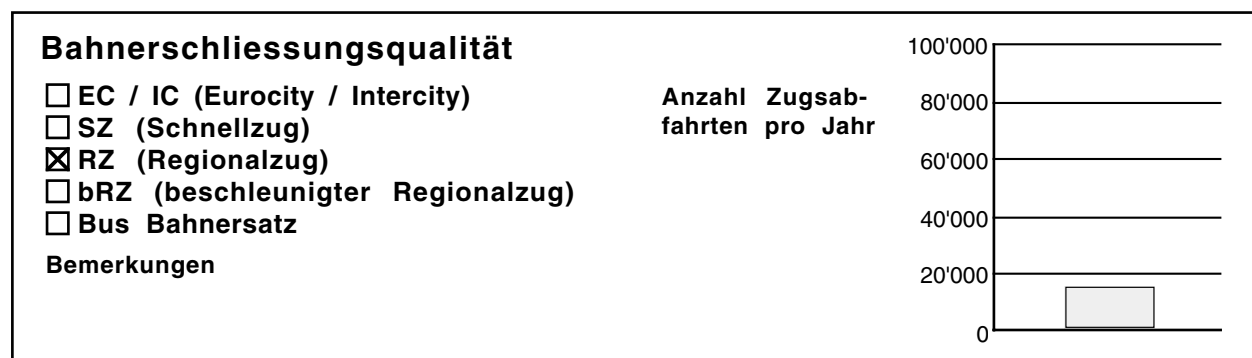 Bahnerschliessungsqualität
EC / IC (Eurocity / Intercity)
SZ (Schnellzug)
RZ (Regionalzug)
bRZ (beschleunigter Regionalzug)
Bus Bahnersatz
Bemerkungen
Anzahl Zugsab-
fahrten pro Jahr
100'000
80'000
60'000
40'000
20'000
0